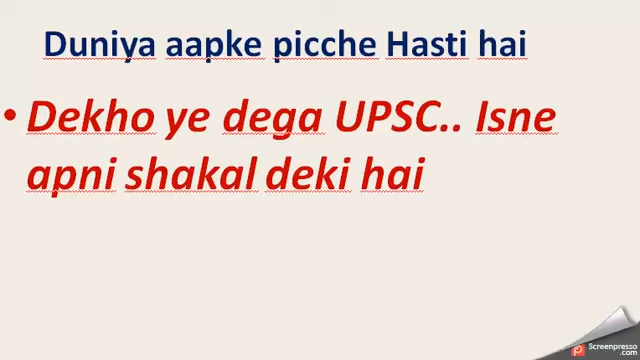 Duniya aapke picche Hasti hai
• Dekho ye dega UPSC.. Isne
apni shakal deki hai
Screenpresso
.com